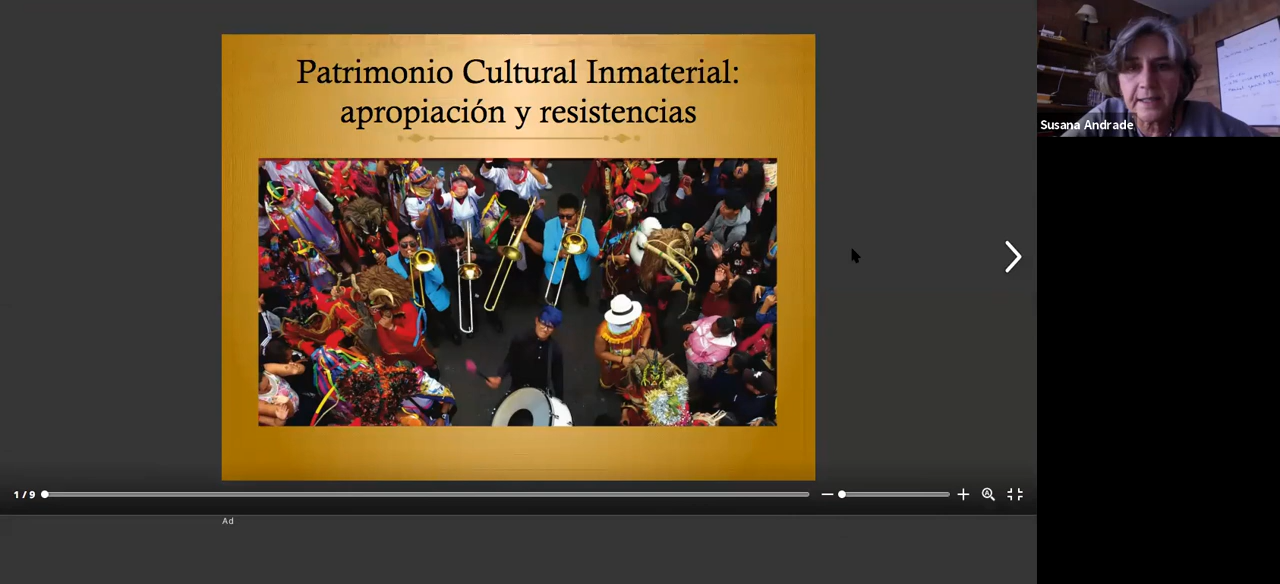 Patrimonio Cultural Inmaterial:
apropiación y resistencias
Susana Andrade
1 / 9
Ad